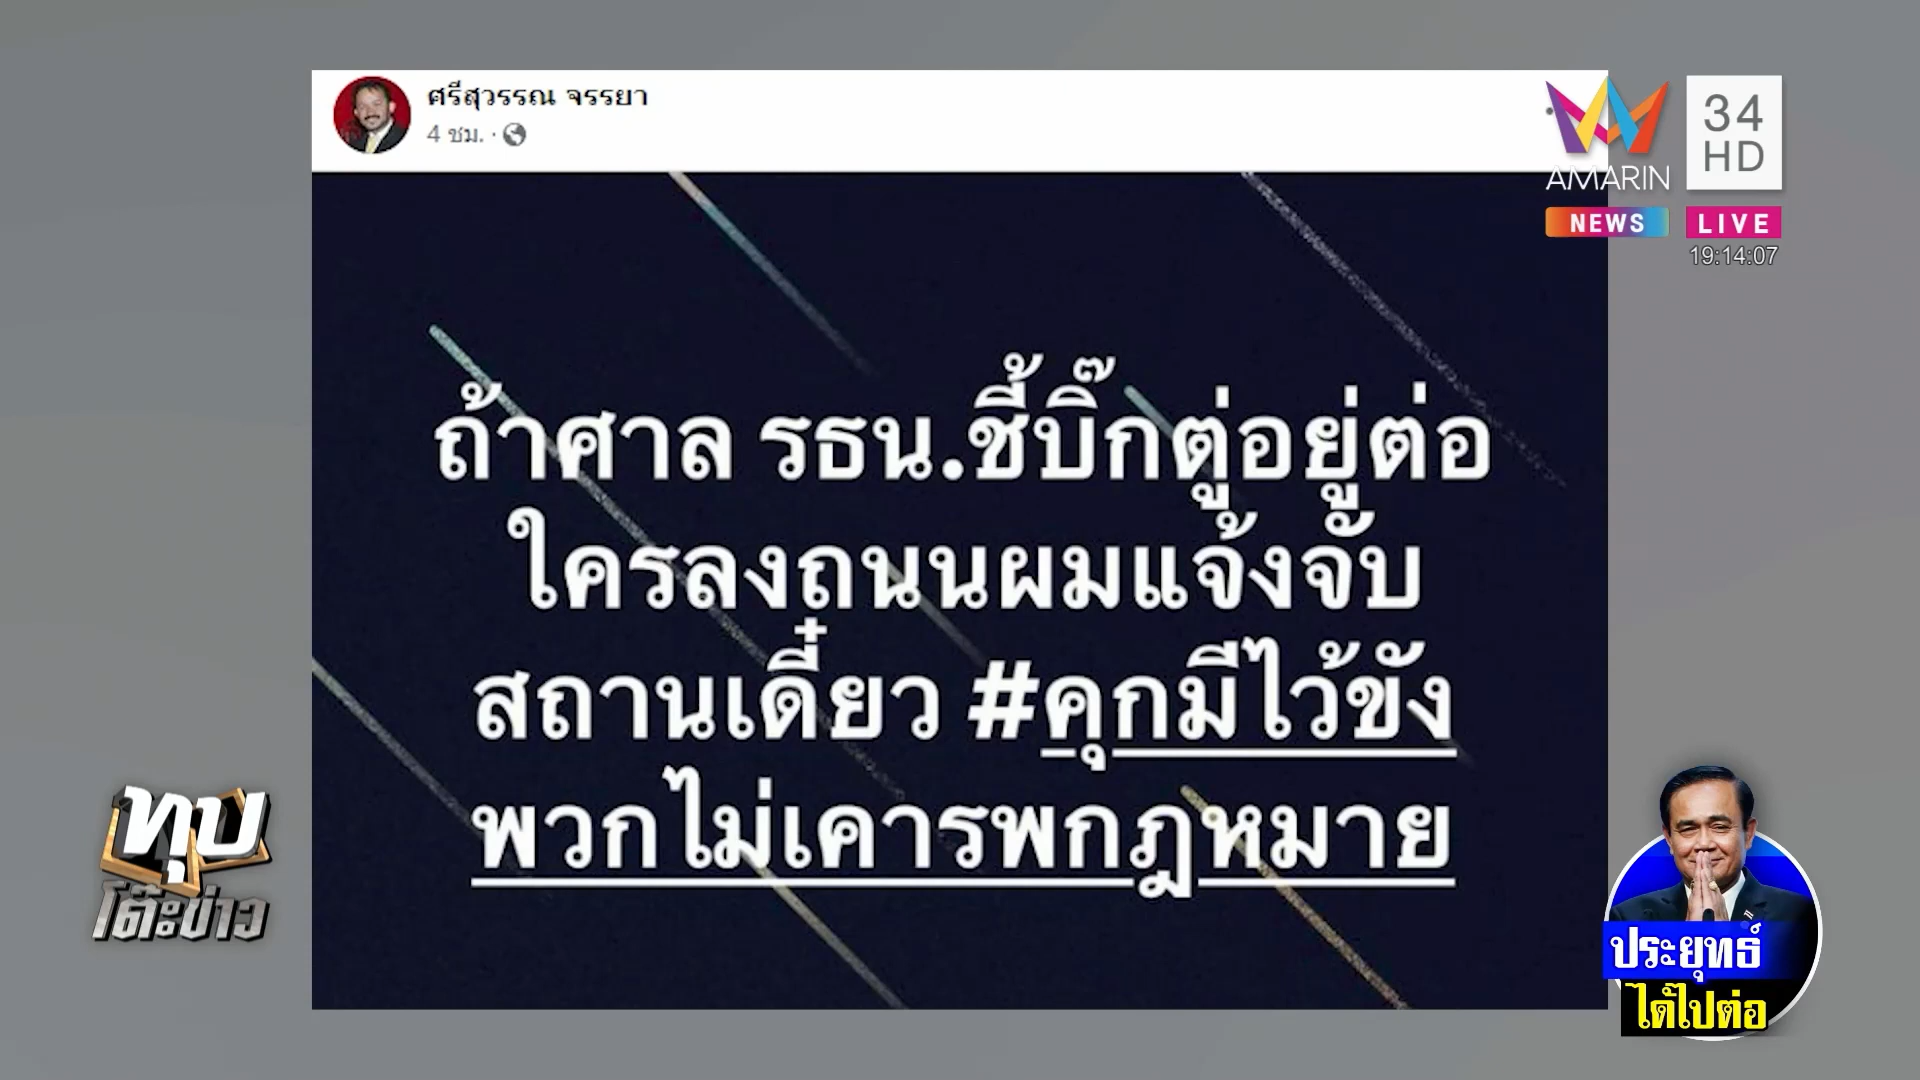 ศรีสุวรรณ จรรยา
4 ชม. ·
AMARIN
34
HD
NEWS
LIVE
19:14:07
ถ้าศาล รธน.ชี้บิ๊กตู่อยู่ต่อ
ใครลงถนนผมแจ้งจับ
สถานเดี๋ยว #คุกมีไว้ขัง
พวกไม่เคารพกฎหมาย
ทุบ
โต๊ะข่าว
ประยุทธ์
ได้ไปต่อ